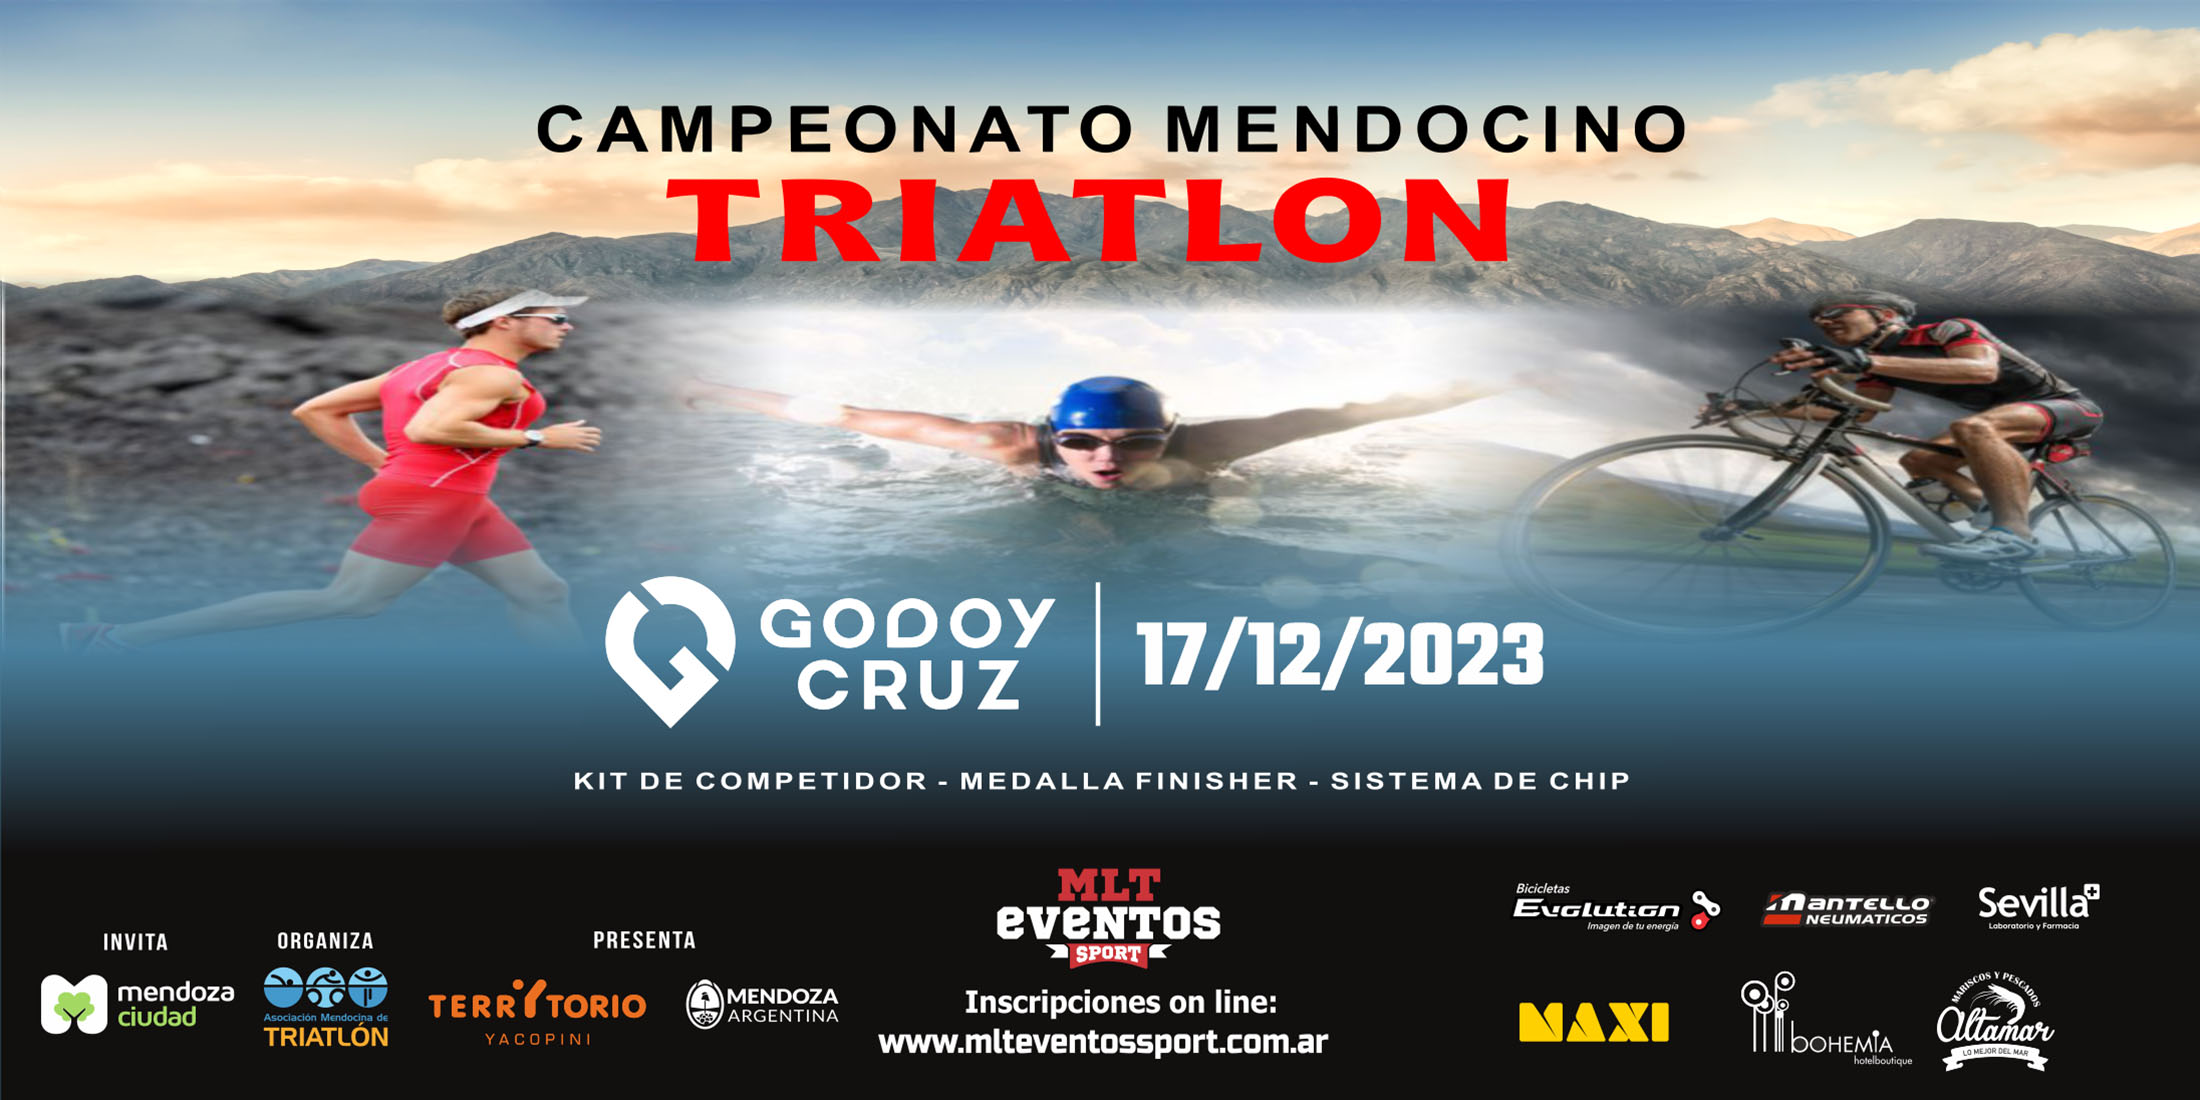 CAMPEONATO MENDOCINO
TRIATLON
GODOY
CRUZ
17/12/2023
KIT DE COMPETIDOR - MEDALLA FINISHER - SISTEMA DE CHIP
INVITA
mendoza
ciudad
ORGANIZA
Asociación Mendocina de
TRIATLÓN
PRESENTA
TERRYTORIO
YACOPINI
MENDOZA
ARGENTINA
MLT
eventos
SPORT
Inscripciones on line:
www.mlteventossport.com.ar
Bicicletas
Evolution
Imagen de tu energía
Mantello
NEUMATICOS
Sevilla
Laboratorio y Farmacia
MAXI
bOHEMIA
hotelboutique
MARISCOS Y PESCADOS
altamar
LO MEJOR DEL MAR